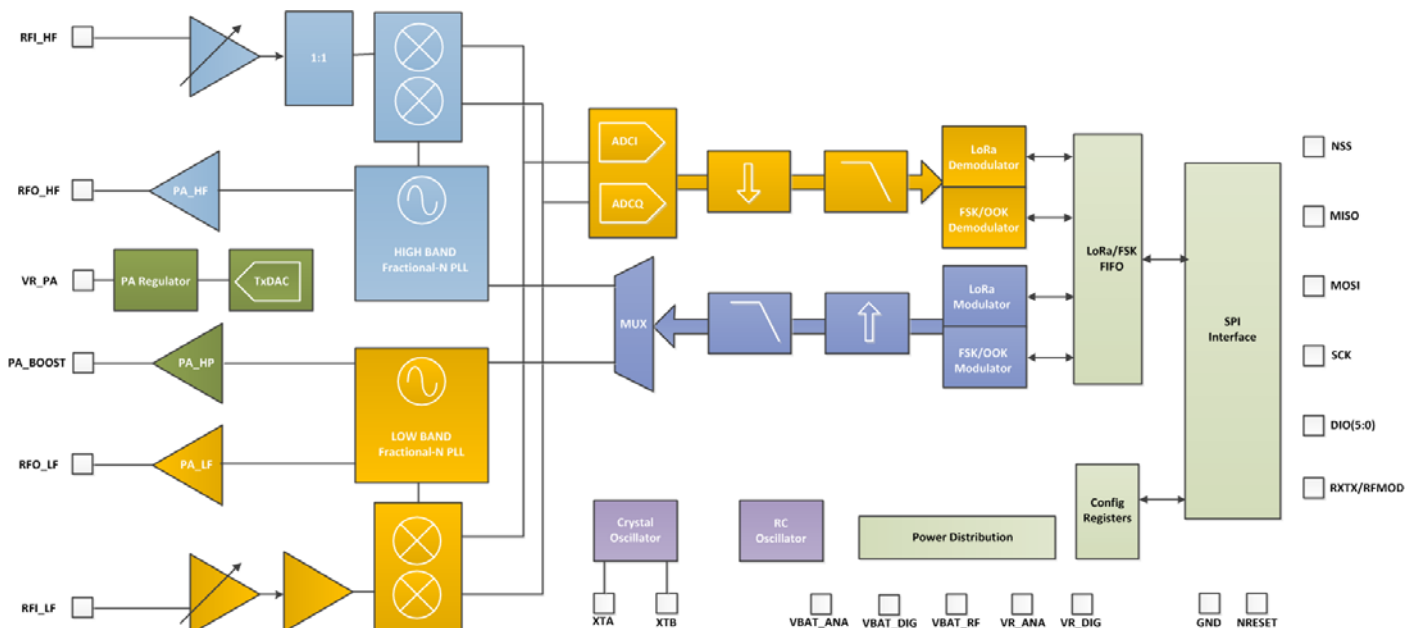 RFI_HF
1:1
ADCI
ADCQ
LoRa
Demodulator
FSK/OOK
Demodulator
NSS
RFO_HF
PA_HF
HIGH BAND
Fractional-N PLL
LoRa/FSK
FIFO
MISO
VR_PA
PA Regulator
TxDAC
MUX
LoRa
Modulator
FSK/OOK
Modulator
SPI
Interface
MOSI
PA_BOOST
PA_HP
SCK
LOW BAND
Fractional-N PLL
DIO(5:0)
RFO_LF
PA_LF
RXTX/RFMOD
Crystal
Oscillator
RC
Oscillator
Power Distribution
Config
Registers
RFI_LF
XTA
XTB
VBAT_ANA
VBAT_DIG
VBAT_RF
VR_ANA
VR_DIG
GND
NRESET